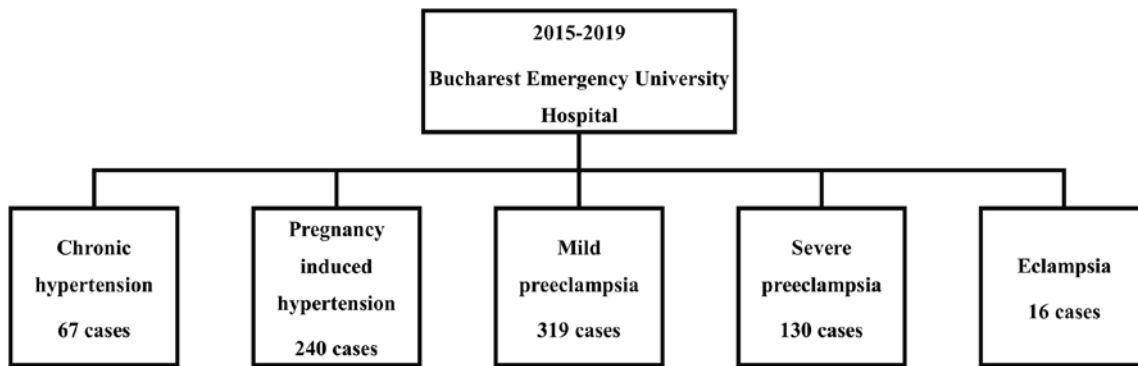 2015-2019
Bucharest Emergency University
Hospital
Chronic
hypertension
67 cases
Pregnancy
induced
hypertension
240 cases
Mild
preeclampsia
319 cases
Severe
preeclampsia
130 cases
Eclampsia
16 cases